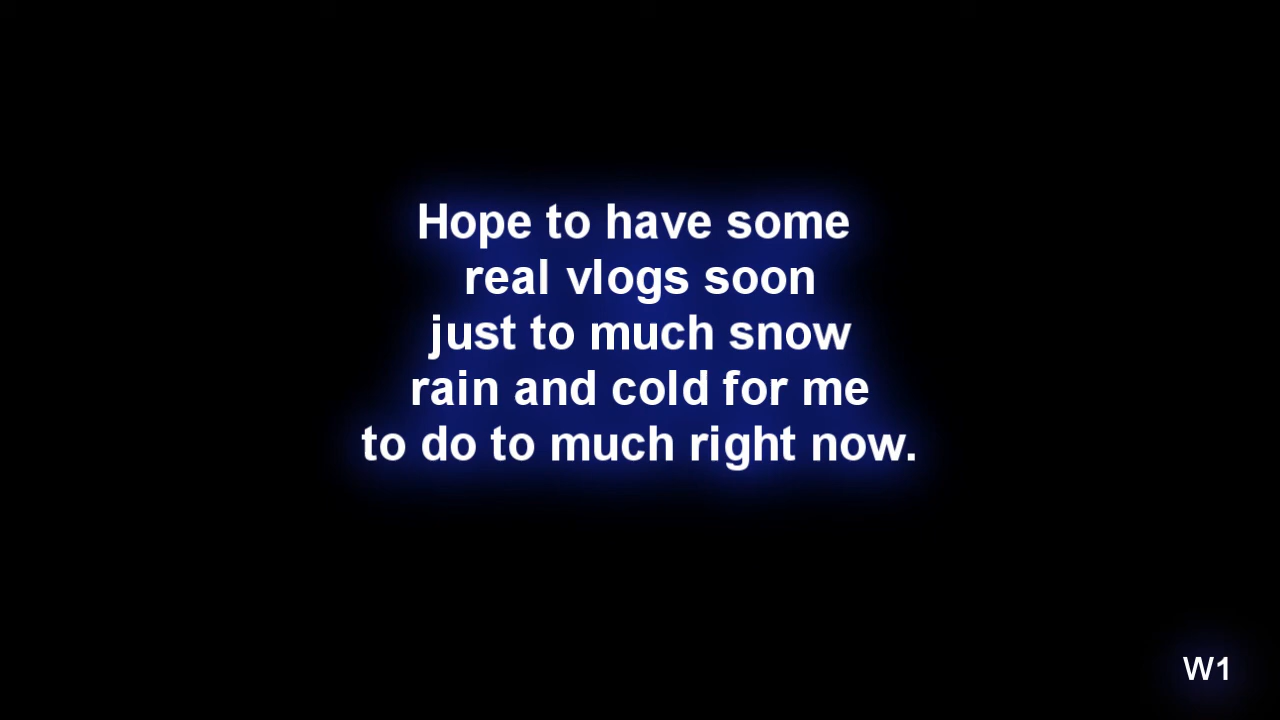 Hope to have some
real vlogs soon
just to much snow
rain and cold for me
to do to much right now.
W1